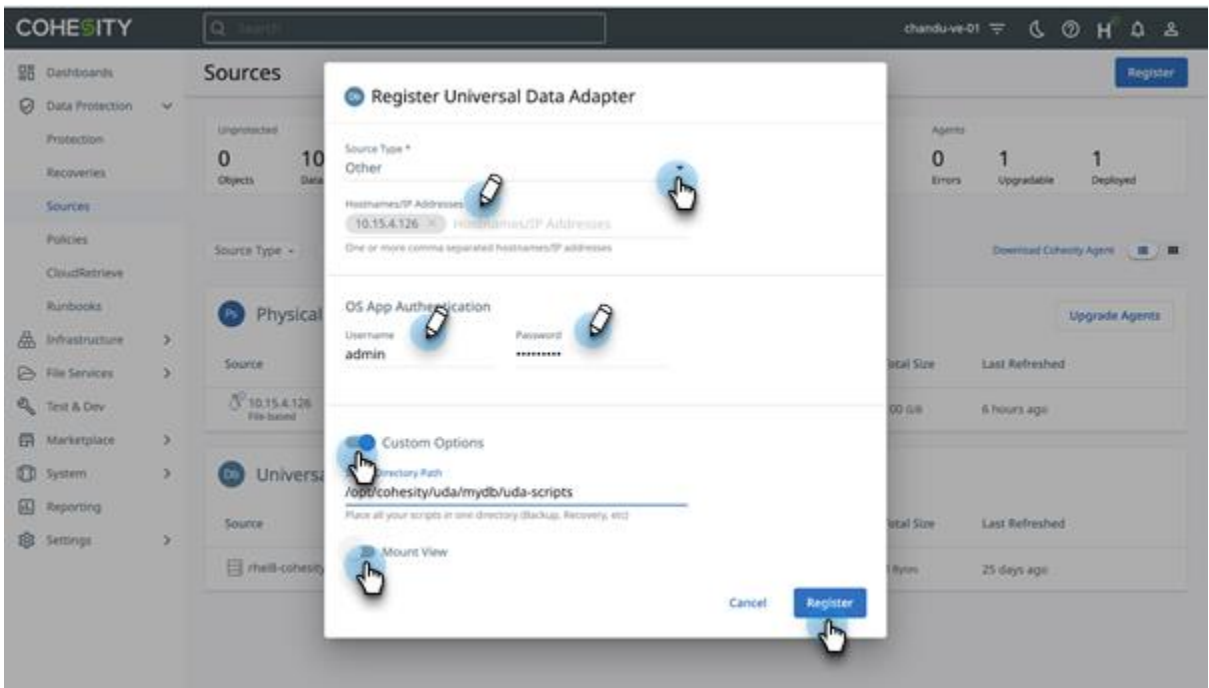 COHESITY
Search
chandu-ve-01
H
Dashboards
Data Protection
Protection
Recoveries
Sources
Policies
CloudRetrieve
Runbooks
Infrastructure
File Services
Test & Dev
Marketplace
System
Reporting
Settings
Sources
Register
Unprotected
0
10
Objects
Agents
0
1
1
Errors
Upgradable
Deployed
Source Type
Download Cohesity Agent
Ps
Physical
Upgrade Agents
Source
Total Size
Last Refreshed
10.15.4.126
File-based
6 hours ago
Db
Source
Total Size
Last Refreshed
25 days ago
Db
Register Universal Data Adapter
Source Type *
Other
Hostnames/IP Addresses
10.15.4.126
Hostnames/IP Addresses
One or more comma separated hostnames/IP addresses
OS App Authentication
Username
Password
admin
•••••••••
Custom Options
Directory Path
/opt/cohesity/uda/mydb/uda-scripts
Place all your scripts in one directory (Backup, Recovery, etc)
Mount View
Cancel
Register